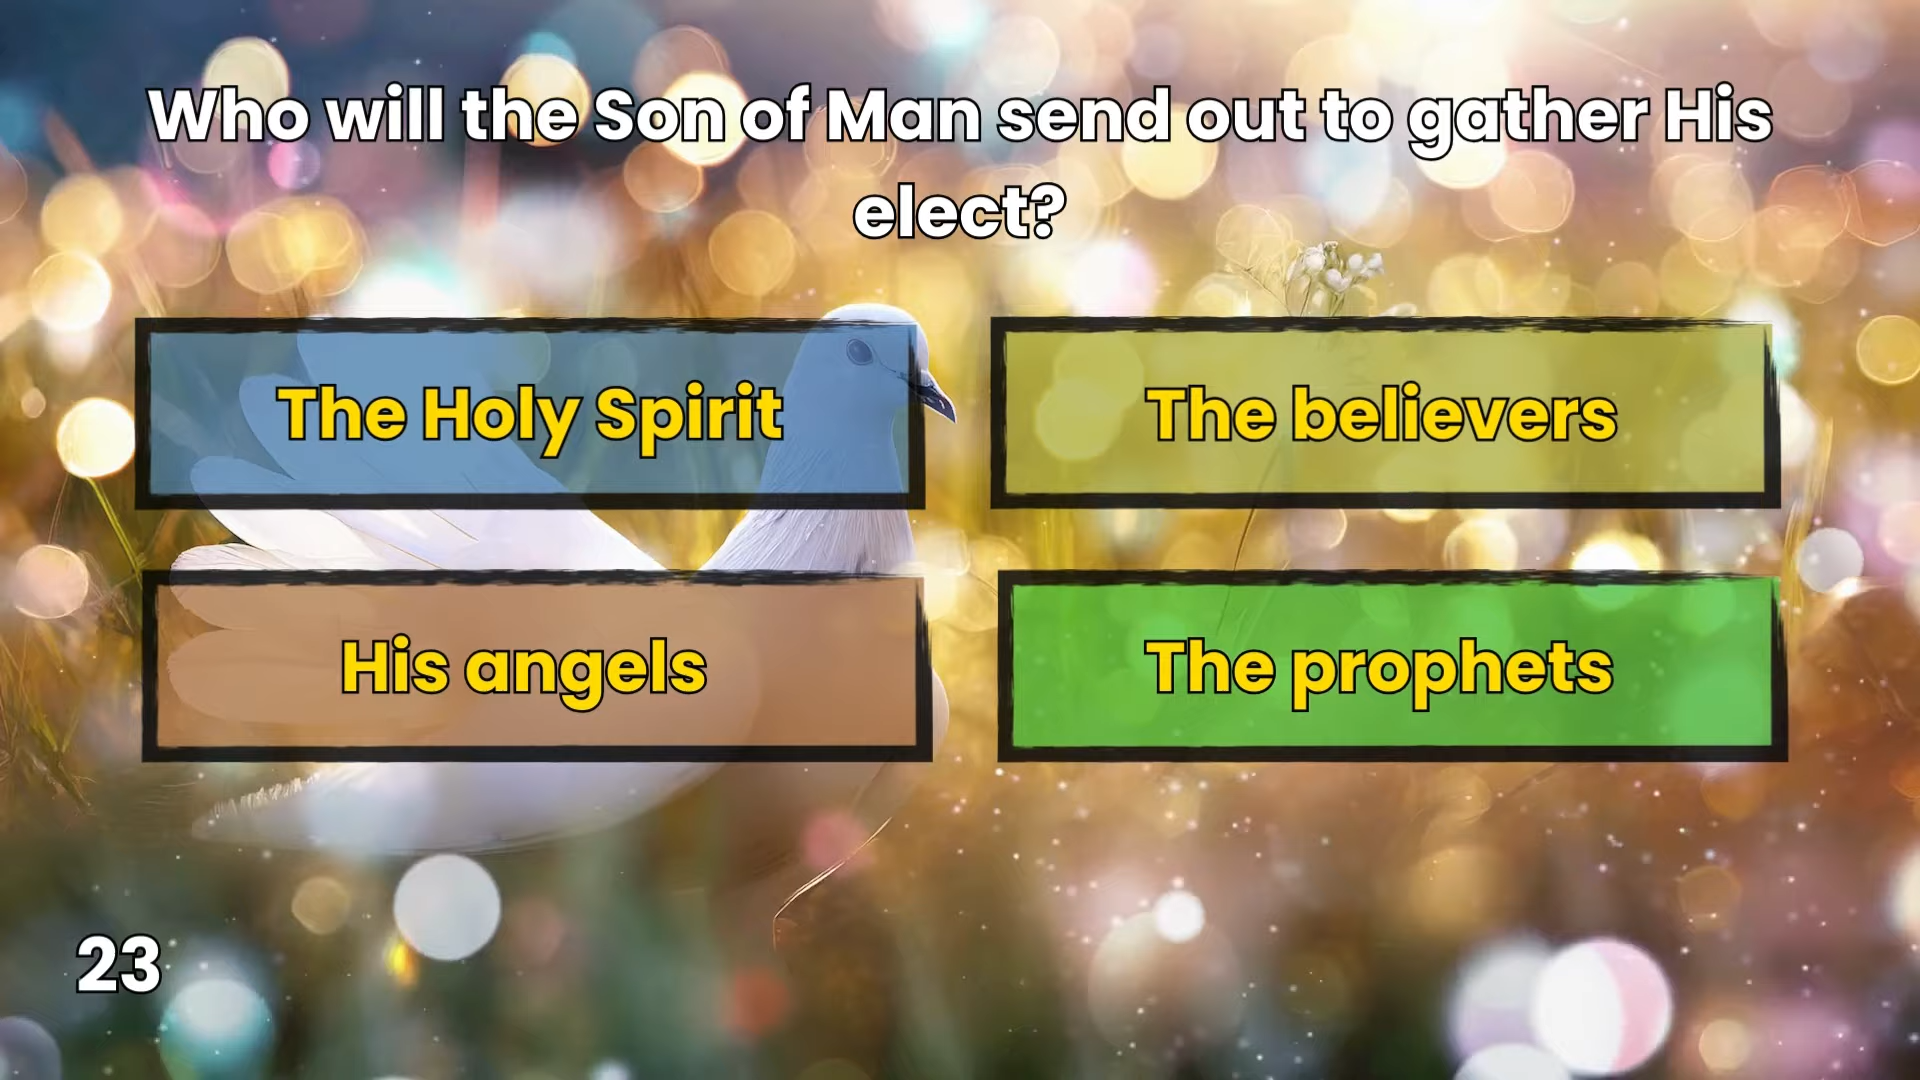 Who will the Son of Man send out to gather His
elect?
The Holy Spirit
The believers
His angels
The prophets
23